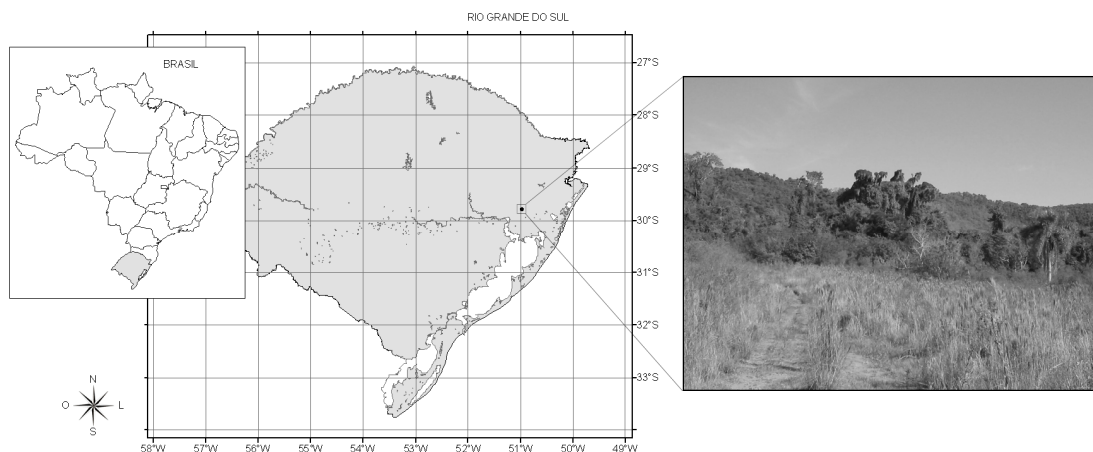 RIO GRANDE DO SUL
BRASIL
27°S
28°S
29°S
30°S
31°S
32°S
33°S
N
O L
S
58°W 57°W 56°W 55°W 54°W 53°W 52°W 51°W 50°W 49°W